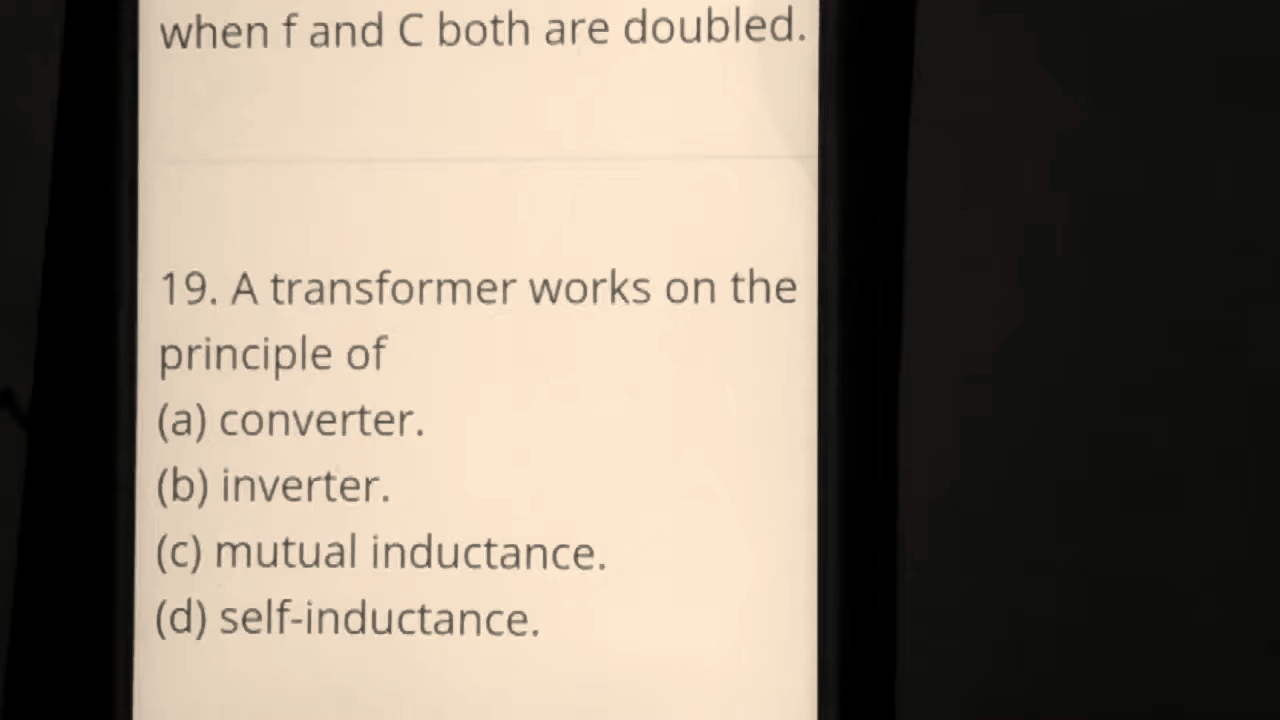 when f and C both are doubled.
19. A transformer works on the
principle of
(a) converter.
(b) inverter.
(c) mutual inductance.
(d) self-inductance.